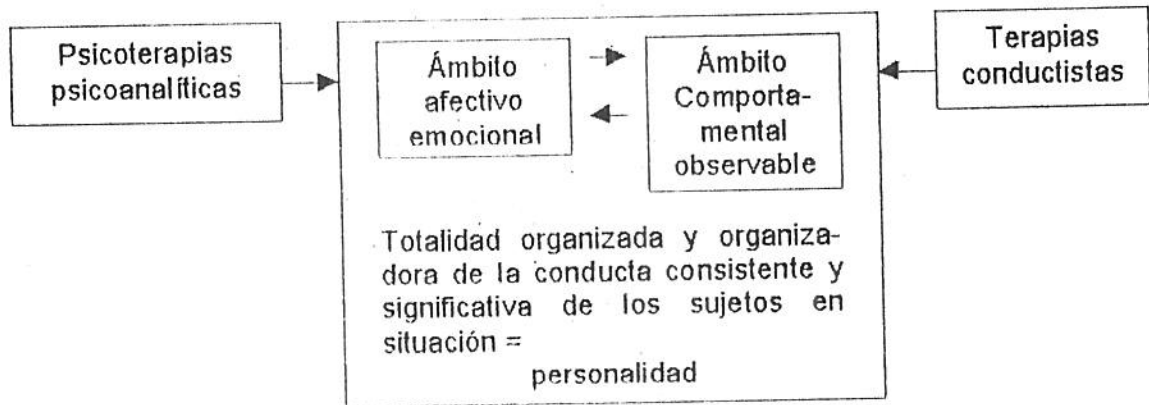 Psicoterapias
psicoanalíticas
Ámbito
afectivo
emocional
Ámbito
Comporta-
mental
observable
Terapias
conductistas
Totalidad organizada y organiza-
dora de la conducta consistente y
significativa de los sujetos en
situación =
personalidad